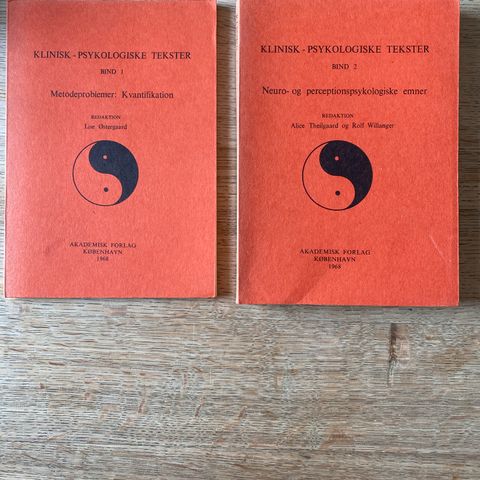 KLINISK - PSYKOLOGISKE TEKSTER
BIND 1
Metodeproblemer: Kvantifikation
REDAKTION
Lise Østergaard
AKADEMISK FORLAG
KØBENHAVN
1968
KLINISK - PSYKOLOGISKE TEKSTER
BIND 2
Neuro- og perceptionspsykologiske emner
REDAKTION
Alice Theilgaard og Rolf Willanger
AKADEMISK FORLAG
KØBENHAVN
1968